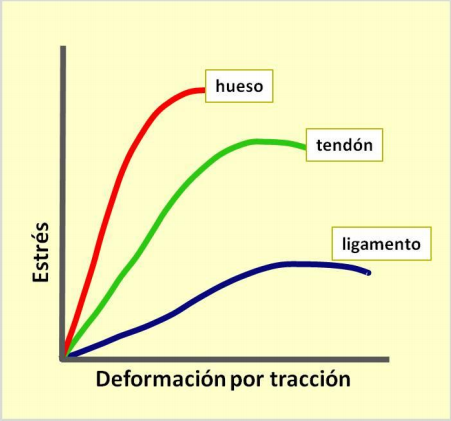 hueso
tendón
ligamento
Estrés
Deformación por tracción